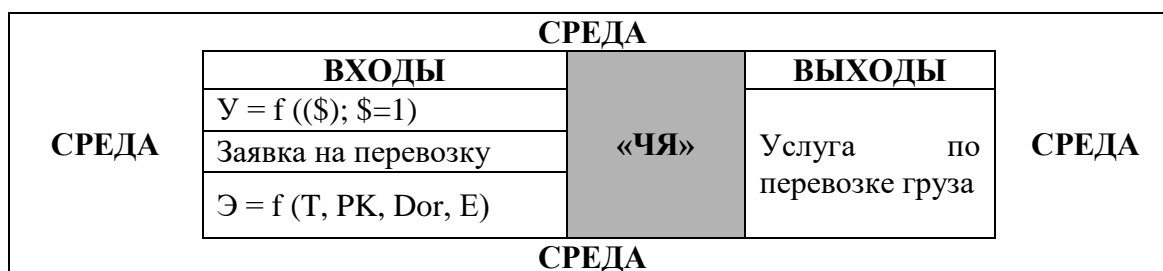 СРЕДА
ВХОДЫ
ВЫХОДЫ
У = f (($); $=1)
СРЕДА
Заявка на перевозку
«ЧЯ»
Услуга по
перевозке груза
СРЕДА
Э = f (T, PK, Dor, E)
СРЕДА